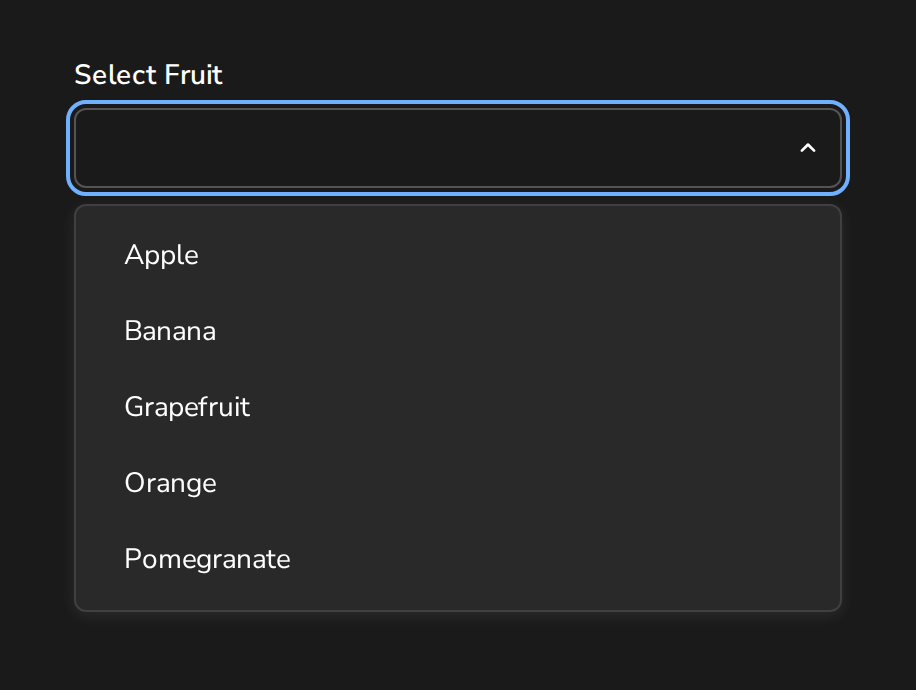 Select Fruit
Apple
Banana
Grapefruit
Orange
Pomegranate